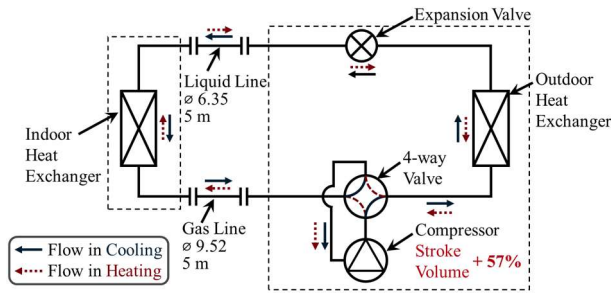 Expansion Valve
Liquid Line
ø 6.35
5 m
Outdoor
Heat
Exchanger
Indoor
Heat
Exchanger
4-way
Valve
Gas Line
ø 9.52
5 m
Compressor
Stroke
Volume + 57%
Flow in Cooling
Flow in Heating